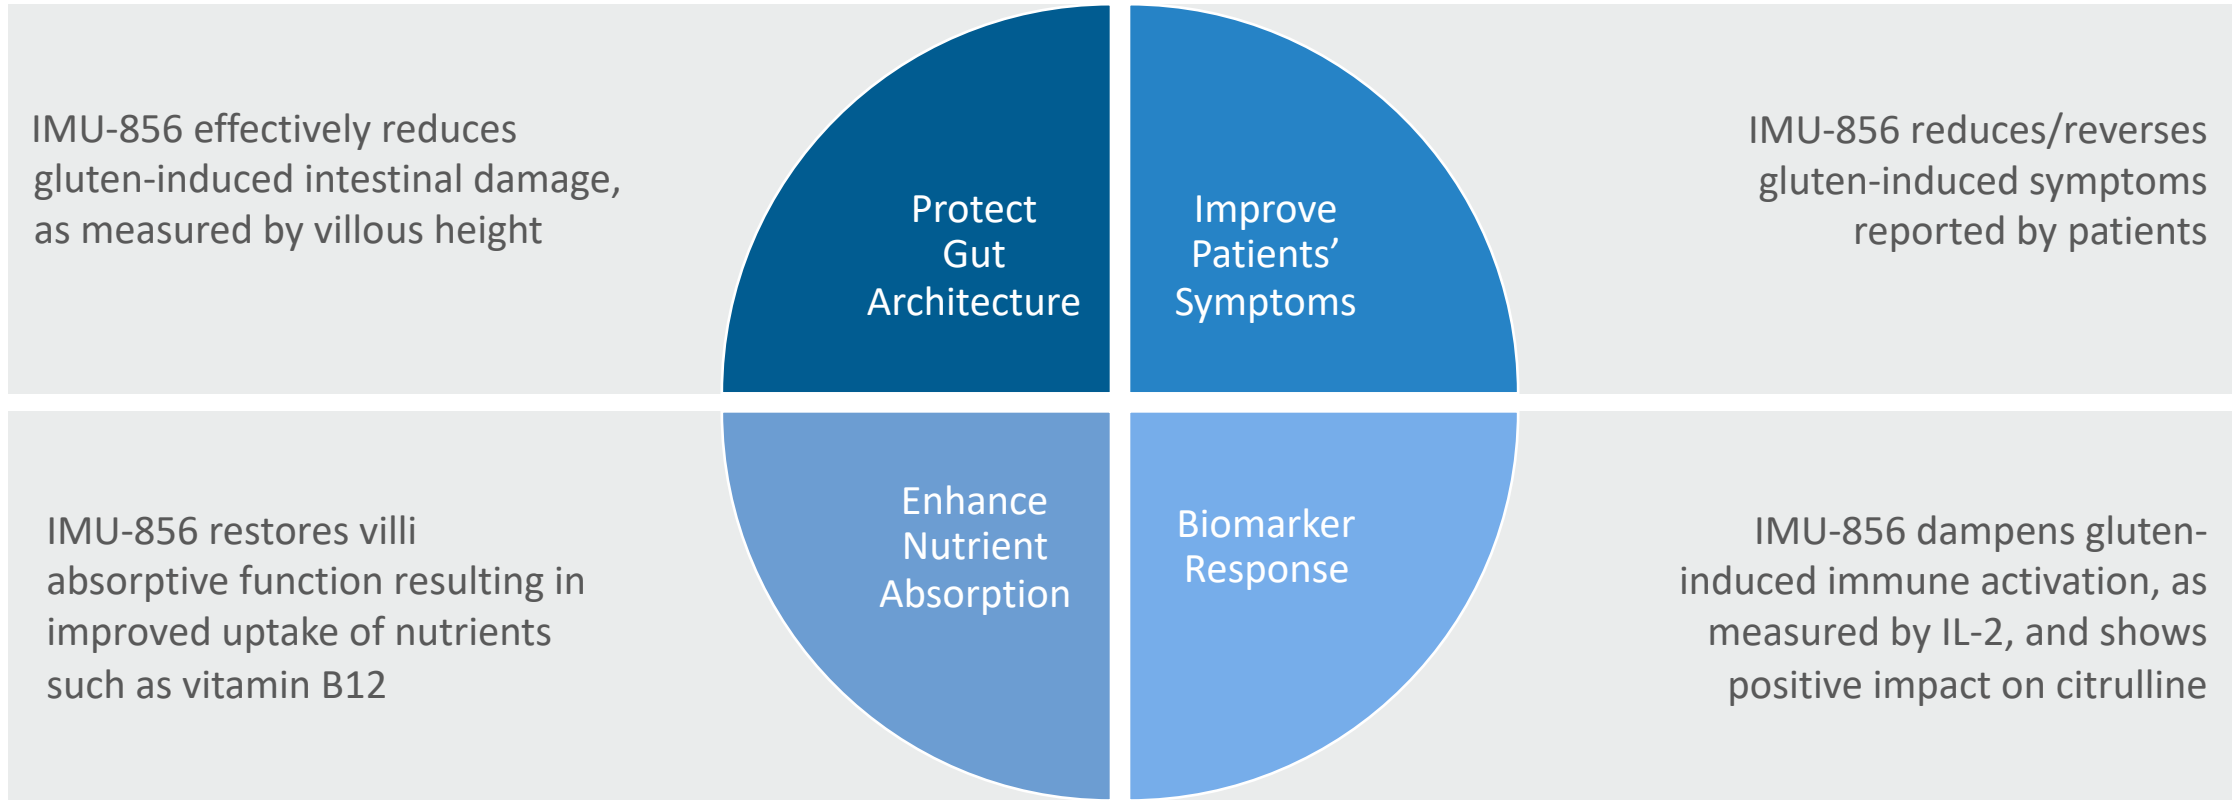 IMU-856 effectively reduces
gluten-induced intestinal damage,
as measured by villous height
Protect
Gut
Architecture
Improve
Patients’
Symptoms
IMU-856 reduces/reverses
gluten-induced symptoms
reported by patients
IMU-856 restores villi
absorptive function resulting in
improved uptake of nutrients
such as vitamin B12
Enhance
Nutrient
Absorption
Biomarker
Response
IMU-856 dampens gluten-
induced immune activation, as
measured by IL-2, and shows
positive impact on citrulline